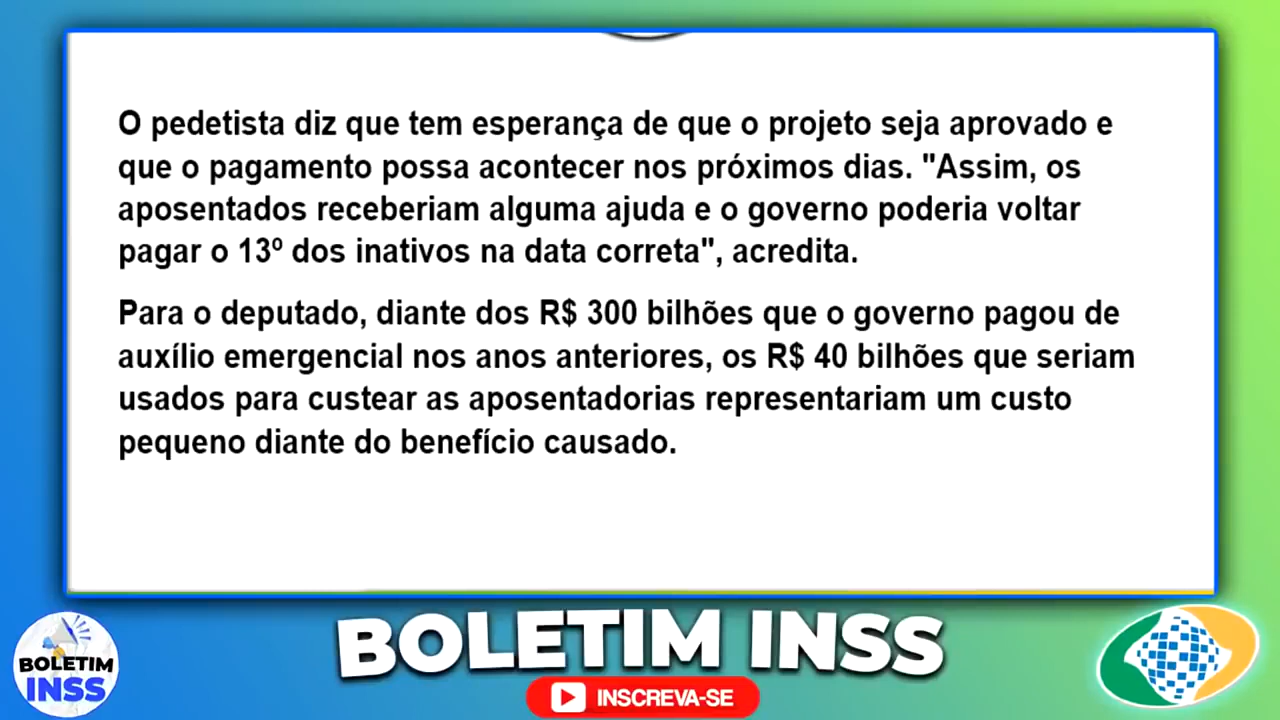 O pedetista diz que tem esperança de que o projeto seja aprovado e
que o pagamento possa acontecer nos próximos dias. "Assim, os
aposentados receberiam alguma ajuda e o governo poderia voltar
pagar o 13º dos inativos na data correta", acredita.
Para o deputado, diante dos R$ 300 bilhões que o governo pagou de
auxílio emergencial nos anos anteriores, os R$ 40 bilhões que seriam
usados para custear as aposentadorias representariam um custo
pequeno diante do benefício causado.
BOLETIM
INSS
BOLETIM INSS
INSCREVA-SE